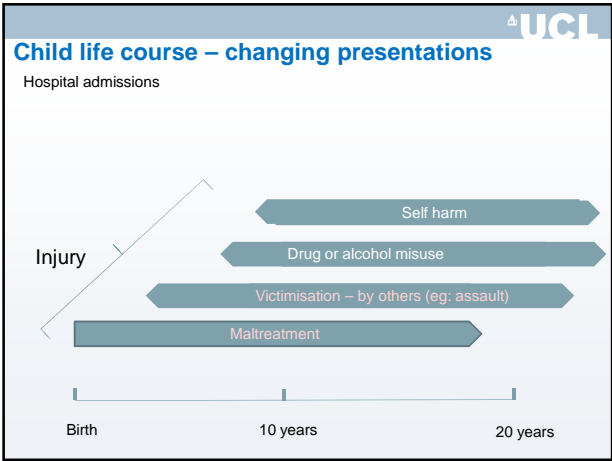 UCL
Child life course – changing presentations
Hospital admissions
Self harm
Injury
Drug or alcohol misuse
Victimisation – by others (eg: assault)
Maltreatment
Birth
10 years
20 years